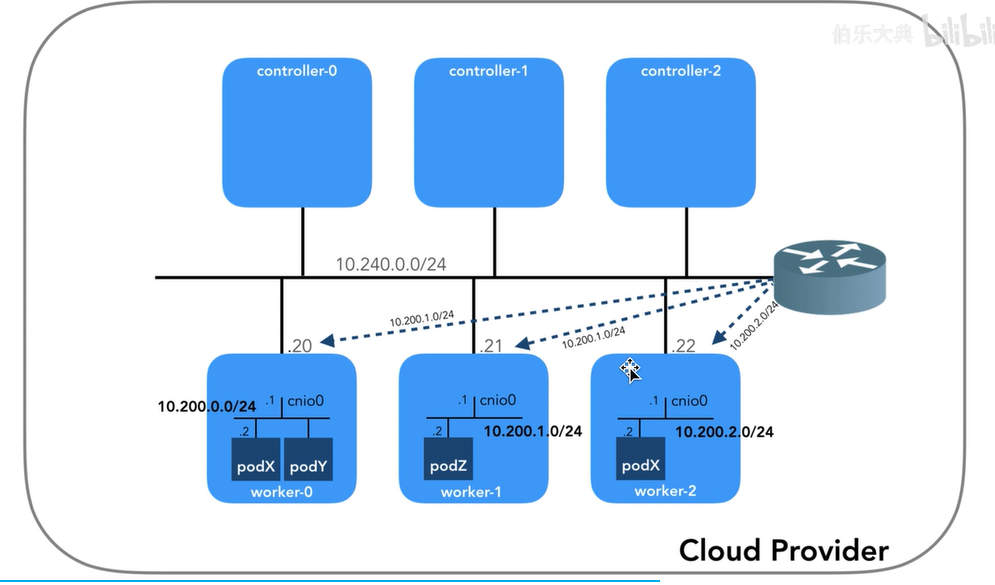 伯乐大典 bilibili
controller-0
controller-1
controller-2
10.240.0.0/24
10.200.1.0/24
10.200.1.0/24
10.200.2.0/24
.20
.21
.22
10.200.0.0/24
.1 cnio0
.2
podX
podY
worker-0
.1 cnio0
.2
10.200.1.0/24
podZ
worker-1
.1 cnio0
.2
10.200.2.0/24
podX
worker-2
Cloud Provider